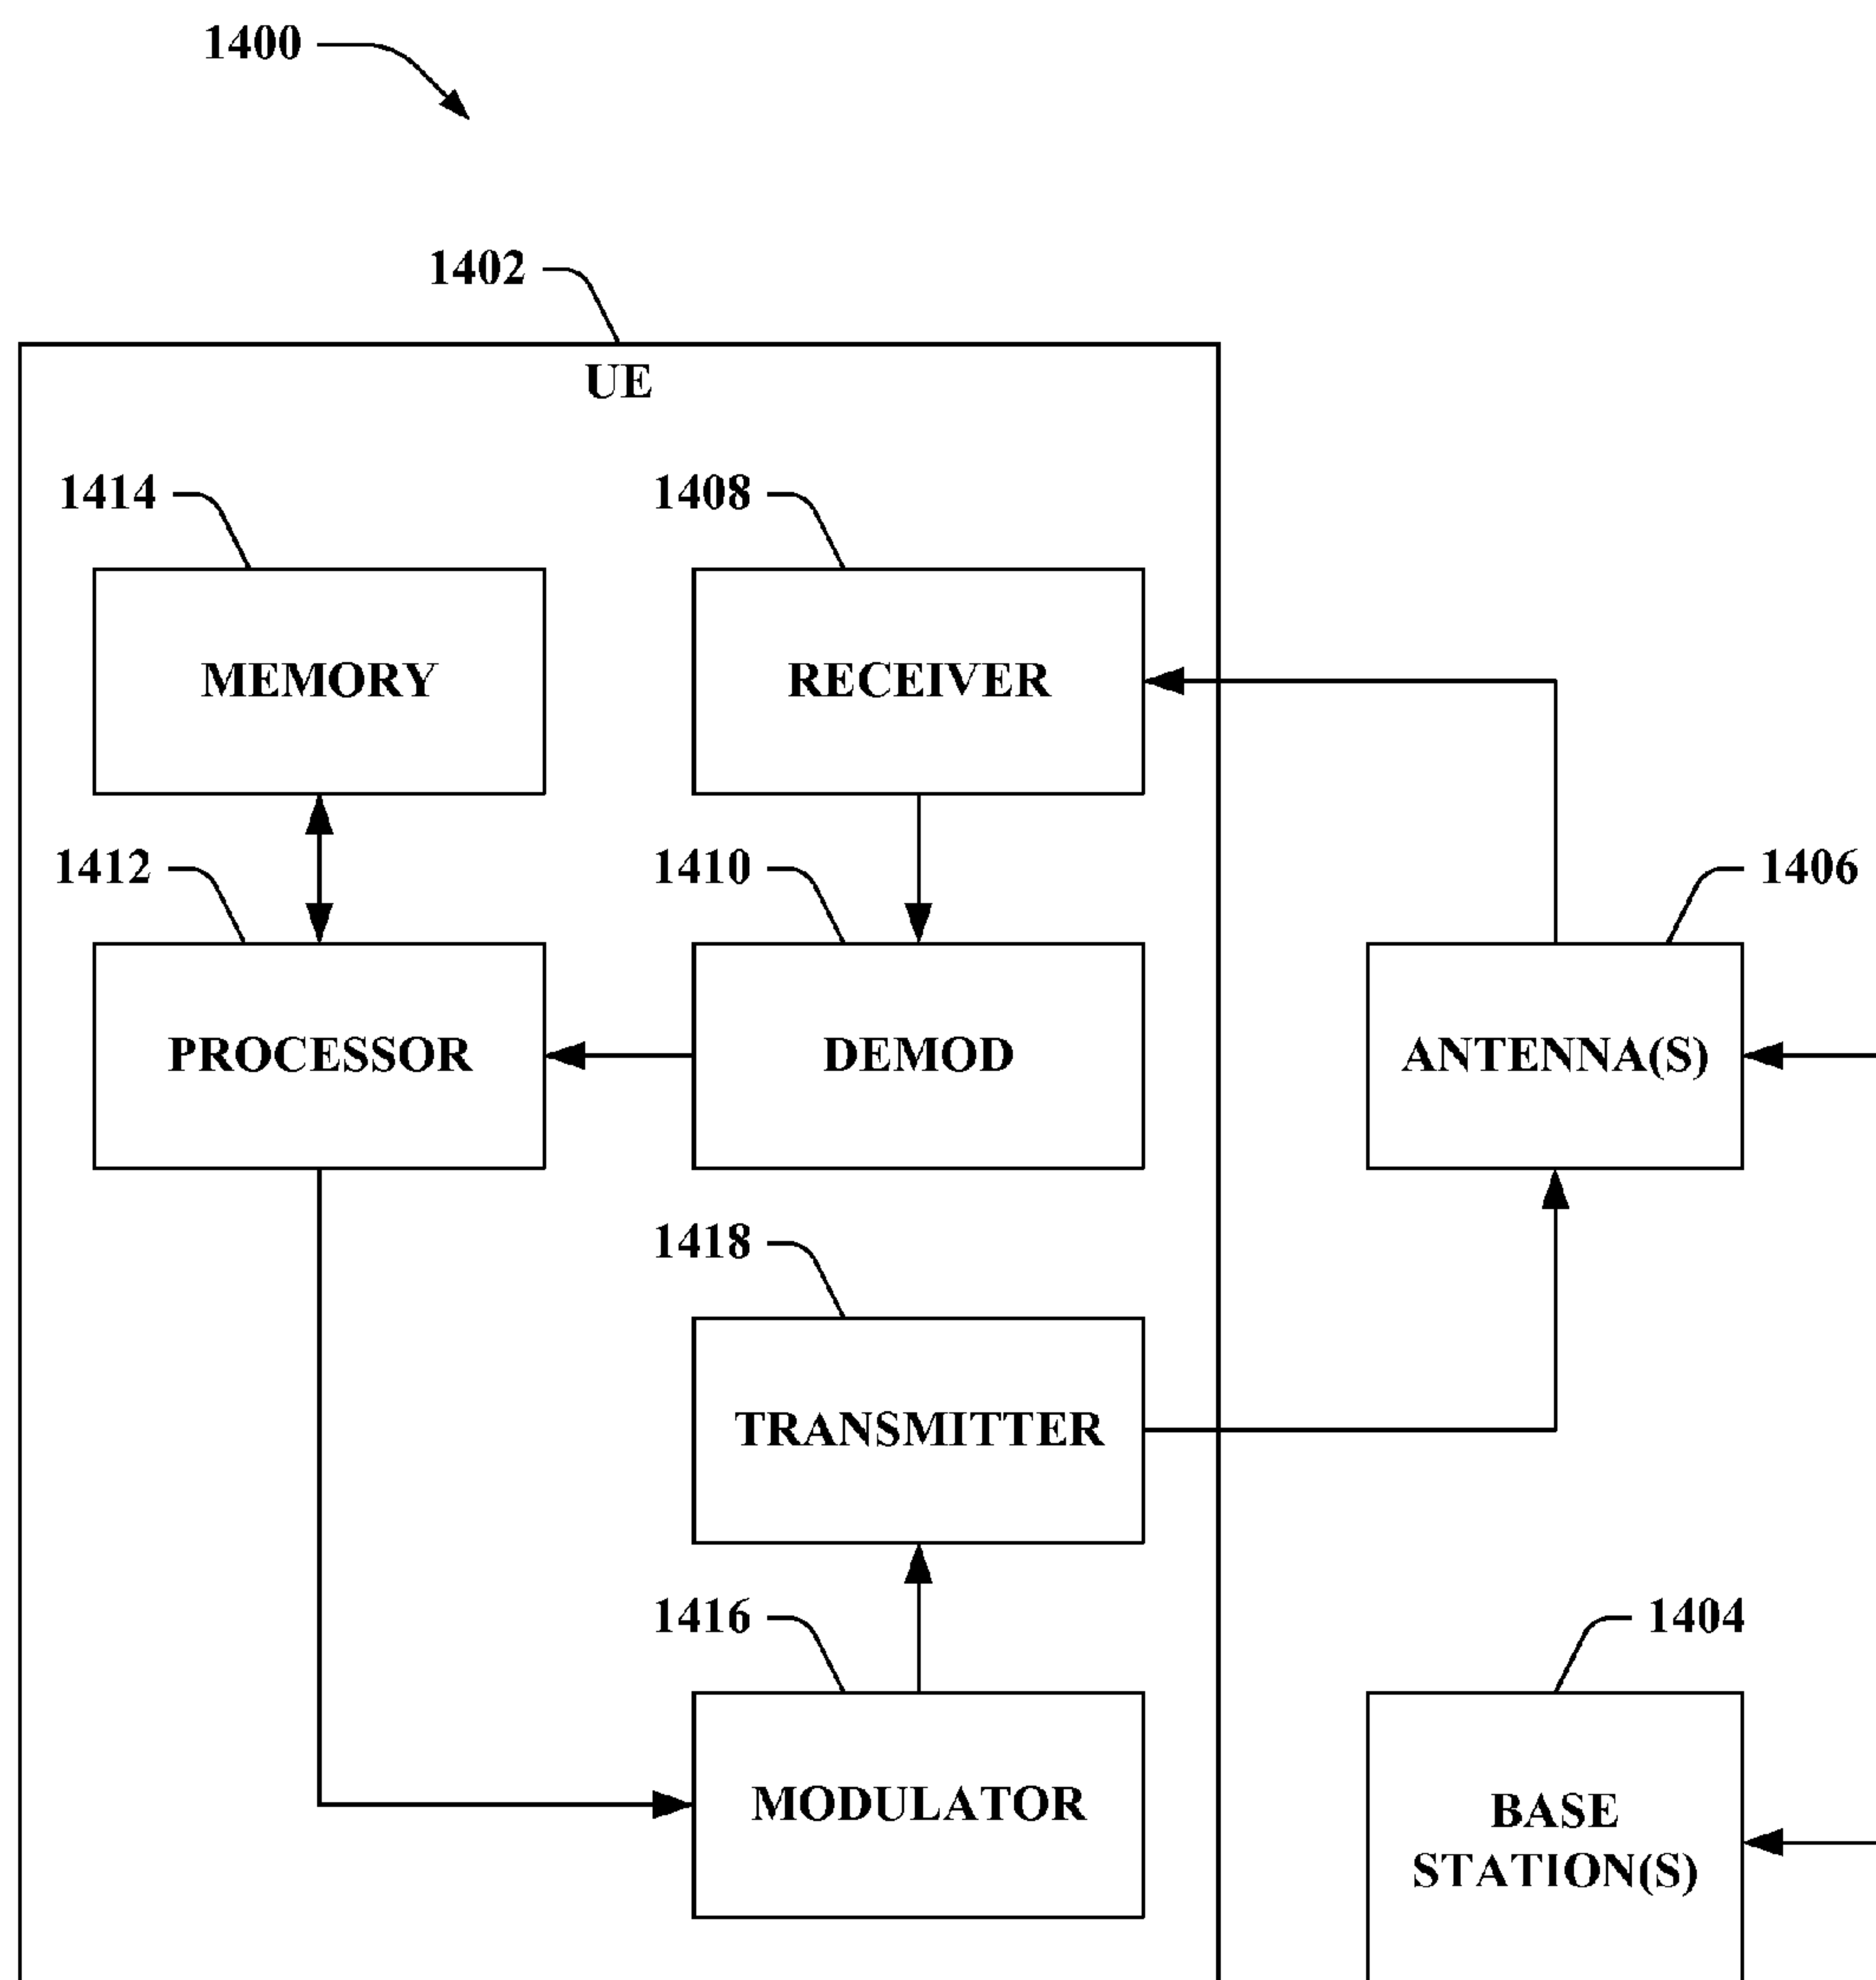 1400
1402
UE
1414
1408
MEMORY
RECEIVER
1412
1410
1406
PROCESSOR
DEMOD
ANTENNA(S)
1418
TRANSMITTER
1416
1404
MODULATOR
BASE
STATION(S)